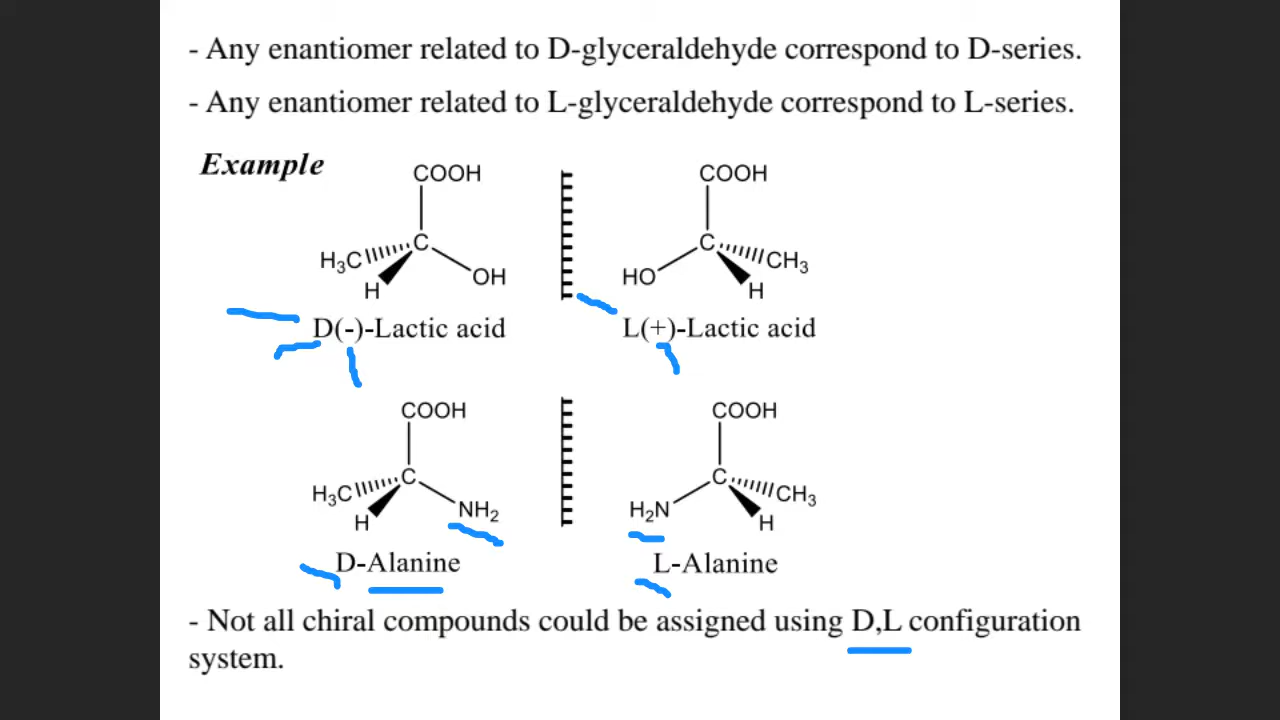 - Any enantiomer related to D-glyceraldehyde correspond to D-series.
- Any enantiomer related to L-glyceraldehyde correspond to L-series.
Example
COOH COOH
C C
H3C OH HO CH3
H H
D(-)-Lactic acid L(+)-Lactic acid
COOH COOH
C C
H3C NH2 H2N CH3
H H
D-Alanine L-Alanine
- Not all chiral compounds could be assigned using D,L configuration
system.